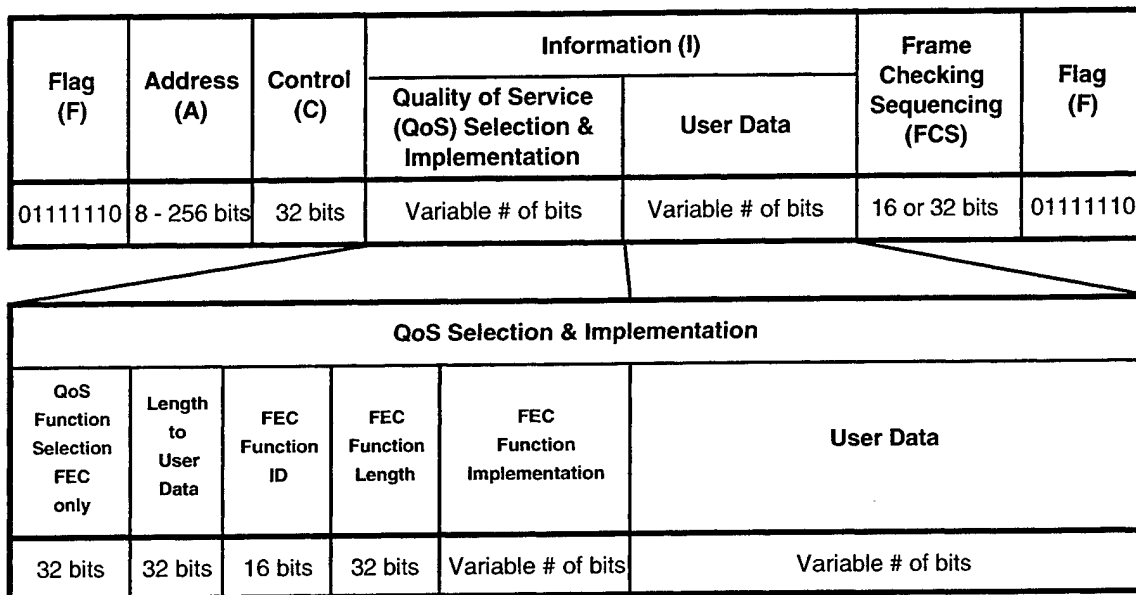 Flag
(F)
Address
(A)
Control
(C)
Information (I)
Quality of Service
(QoS) Selection &
Implementation
User Data
Frame
Checking
Sequencing
(FCS)
Flag
(F)
01111110
8 - 256 bits
32 bits
Variable # of bits
Variable # of bits
16 or 32 bits
01111110
QoS Selection & Implementation
QoS
Function
Selection
FEC
only
Length
to
User
Data
FEC
Function
ID
FEC
Function
Length
FEC
Function
Implementation
User Data
32 bits
32 bits
16 bits
32 bits
Variable # of bits
Variable # of bits